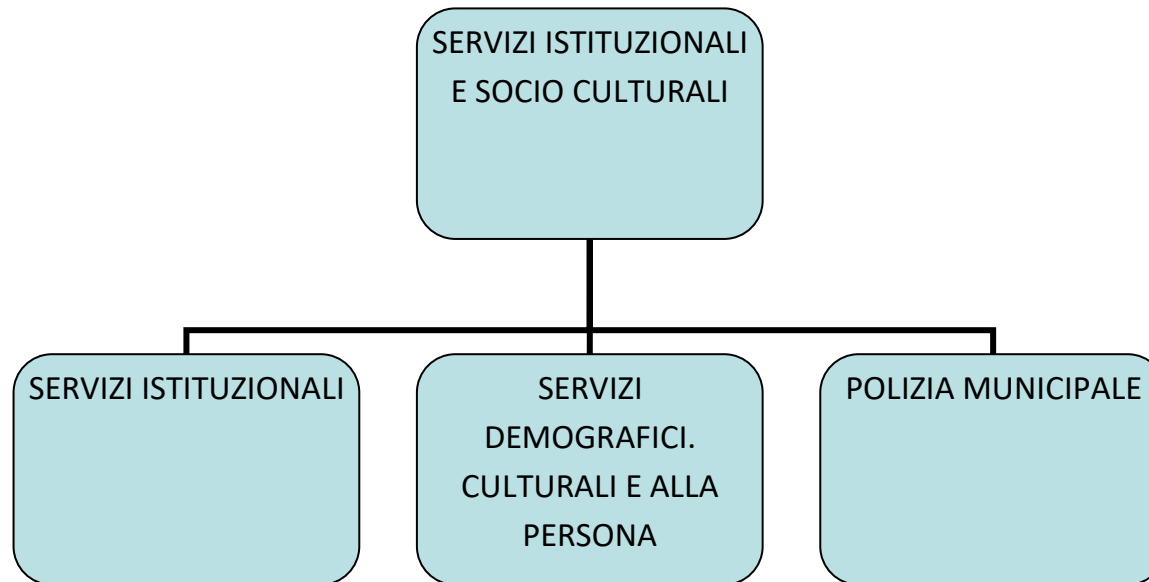 SERVIZI ISTITUZIONALI
E SOCIO CULTURALI
SERVIZI ISTITUZIONALI
SERVIZI
DEMOGRAFICI.
CULTURALI E ALLA
PERSONA
POLIZIA MUNICIPALE